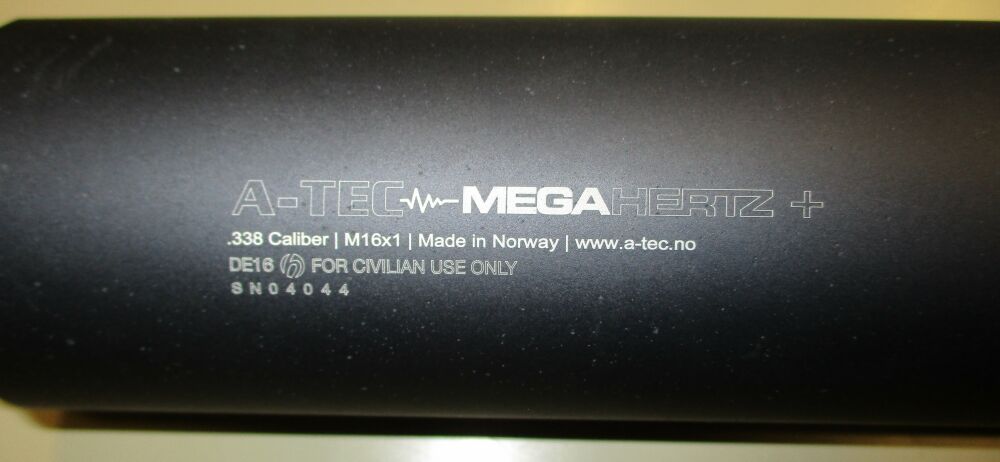 A-TEC MEGAHERTZ +
.338 Caliber | M16x1 | Made in Norway | www.a-tec.no
DE16 FOR CIVILIAN USE ONLY
SN04044